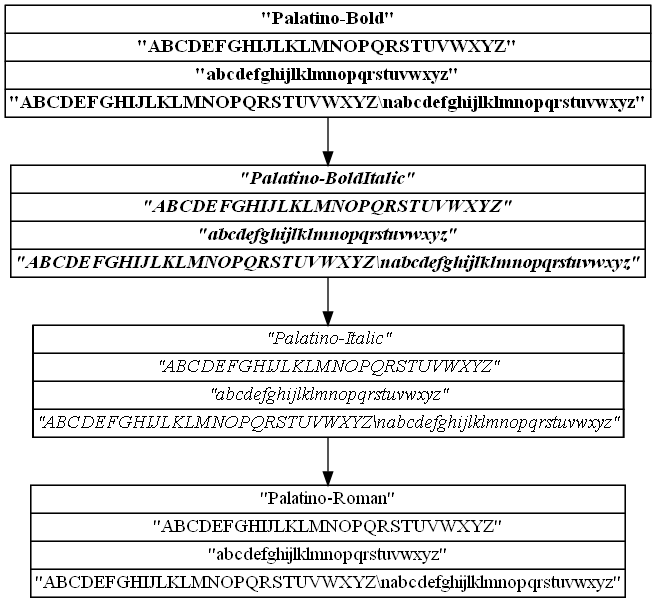 "Palatino-Bold"
"ABCDEFGHIJLKLMNOPQRSTUVWXYZ"
"abcdefghijlklmnopqrstuvwxyz"
"ABCDEFGHIJLKLMNOPQRSTUVWXYZ\nabcdefghijlklmnopqrstuvwxyz"
"Palatino-BoldItalic"
"ABCDEFGHIJLKLMNOPQRSTUVWXYZ"
"abcdefghijlklmnopqrstuvwxyz"
"ABCDEFGHIJLKLMNOPQRSTUVWXYZ\nabcdefghijlklmnopqrstuvwxyz"
"Palatino-Italic"
"ABCDEFGHIJLKLMNOPQRSTUVWXYZ"
"abcdefghijlklmnopqrstuvwxyz"
"ABCDEFGHIJLKLMNOPQRSTUVWXYZ\nabcdefghijlklmnopqrstuvwxyz"
"Palatino-Roman"
"ABCDEFGHIJLKLMNOPQRSTUVWXYZ"
"abcdefghijlklmnopqrstuvwxyz"
"ABCDEFGHIJLKLMNOPQRSTUVWXYZ\nabcdefghijlklmnopqrstuvwxyz"